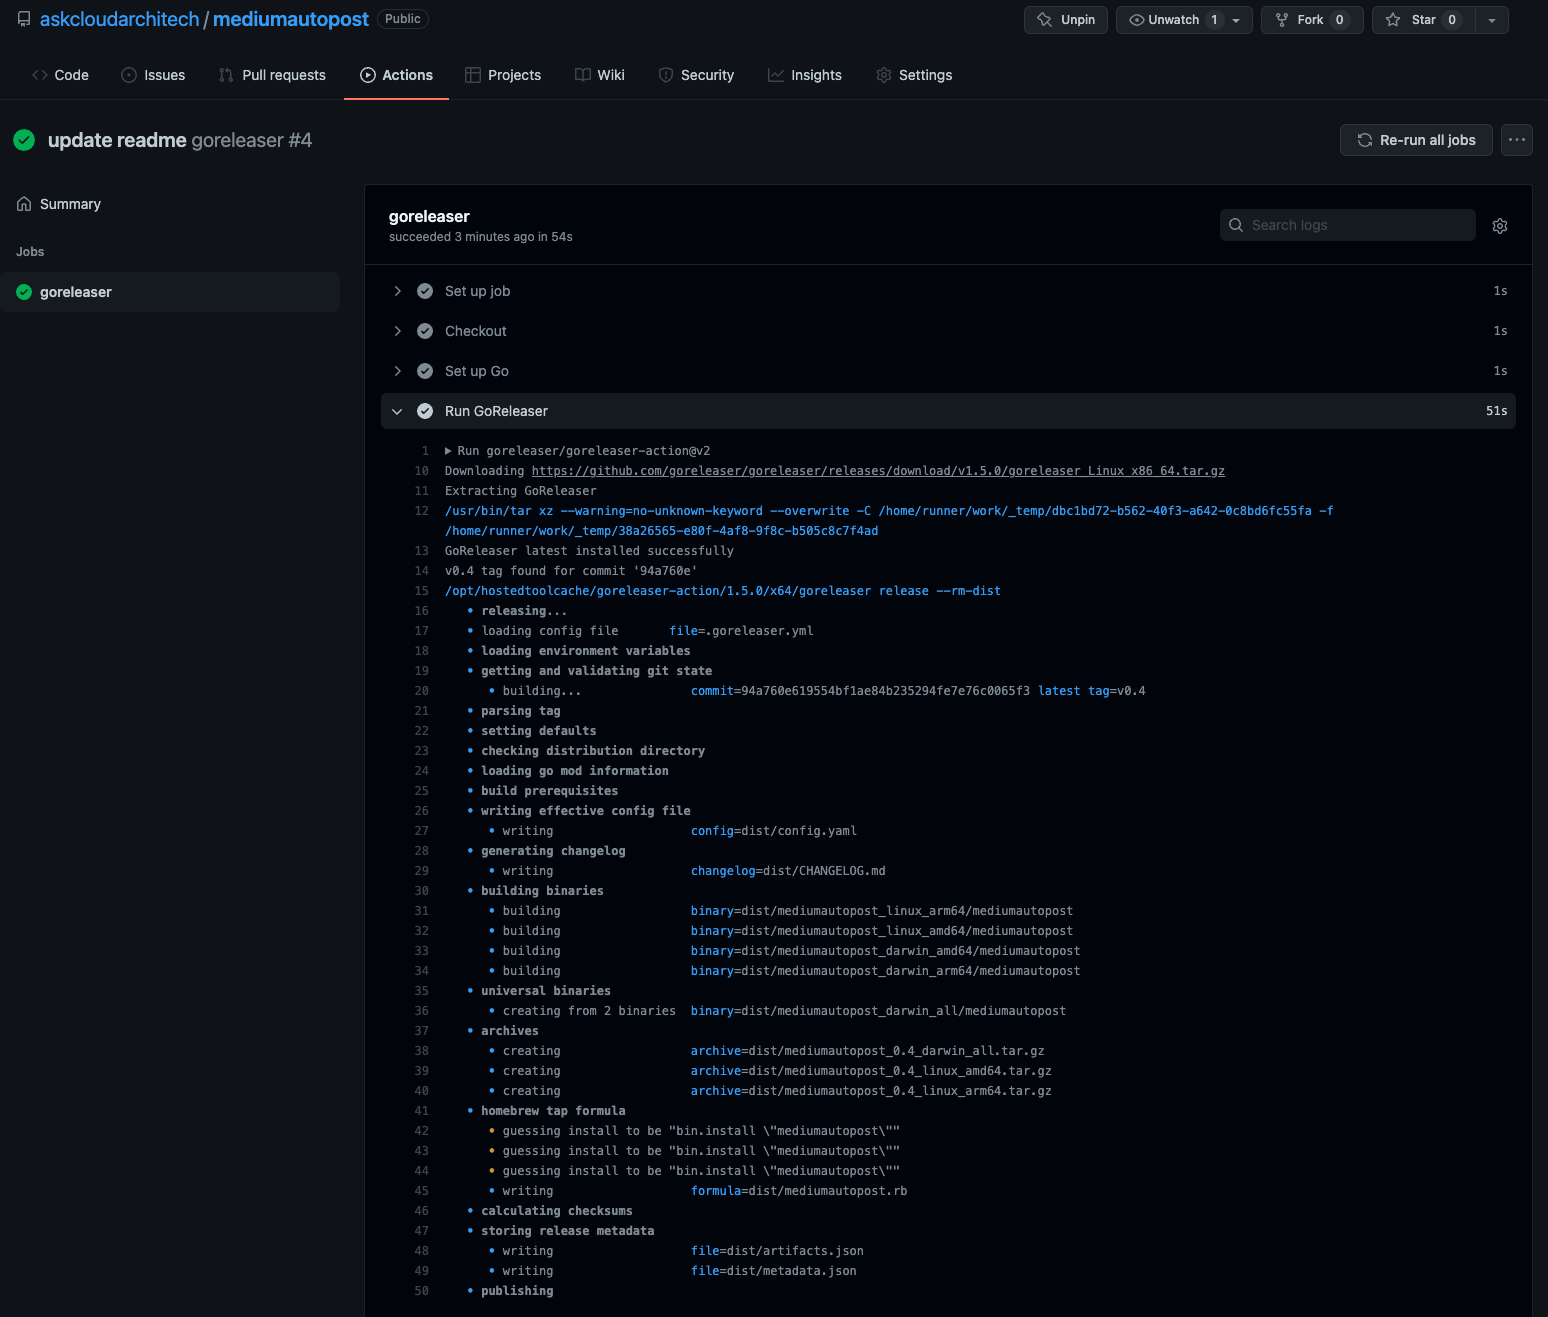 askcloudarchitech / mediumautopost Public
Unpin Unwatch 1 Fork 0 Star 0
Code Issues Pull requests Actions Projects Wiki Security Insights Settings
update readme goreleaser #4
Re-run all jobs ...
Summary
Jobs
goreleaser
goreleaser
succeeded 3 minutes ago in 54s
Search logs
Set up job 1s
Checkout 1s
Set up Go 1s
Run GoReleaser 51s
1 Run goreleaser/goreleaser-action@v2
10 Downloading https://github.com/goreleaser/goreleaser/releases/download/v1.5.0/goreleaser_Linux_x86_64.tar.gz
11 Extracting GoReleaser
12 /usr/bin/tar xz --warning=no-unknown-keyword --overwrite -C /home/runner/work/_temp/dbc1bd72-b562-40f3-a642-0c8bd6fc55fa -f
/home/runner/work/_temp/38a26565-e80f-4af8-9f8c-b505c8c7f4ad
13 GoReleaser latest installed successfully
14 v0.4 tag found for commit '94a760e'
15 /opt/hostedtoolcache/goreleaser-action/1.5.0/x64/goreleaser release --rm-dist
16 • releasing...
17 • loading config file file=.goreleaser.yml
18 • loading environment variables
19 • getting and validating git state
20 • building... commit=94a760e619554bf1ae84b235294fe7e76c0065f3 latest tag=v0.4
21 • parsing tag
22 • setting defaults
23 • checking distribution directory
24 • loading go mod information
25 • build prerequisites
26 • writing effective config file
27 • writing config=dist/config.yaml
28 • generating changelog
29 • writing changelog=dist/CHANGELOG.md
30 • building binaries
31 • building binary=dist/mediumautopost_linux_arm64/mediumautopost
32 • building binary=dist/mediumautopost_linux_amd64/mediumautopost
33 • building binary=dist/mediumautopost_darwin_amd64/mediumautopost
34 • building binary=dist/mediumautopost_darwin_arm64/mediumautopost
35 • universal binaries
36 • creating from 2 binaries binary=dist/mediumautopost_darwin_all/mediumautopost
37 • archives
38 • creating archive=dist/mediumautopost_0.4_darwin_all.tar.gz
39 • creating archive=dist/mediumautopost_0.4_linux_amd64.tar.gz
40 • creating archive=dist/mediumautopost_0.4_linux_arm64.tar.gz
41 • homebrew tap formula
42 • guessing install to be "bin.install \"mediumautopost\""
43 • guessing install to be "bin.install \"mediumautopost\""
44 • guessing install to be "bin.install \"mediumautopost\""
45 • writing formula=dist/mediumautopost.rb
46 • calculating checksums
47 • storing release metadata
48 • writing file=dist/artifacts.json
49 • writing file=dist/metadata.json
50 • publishing